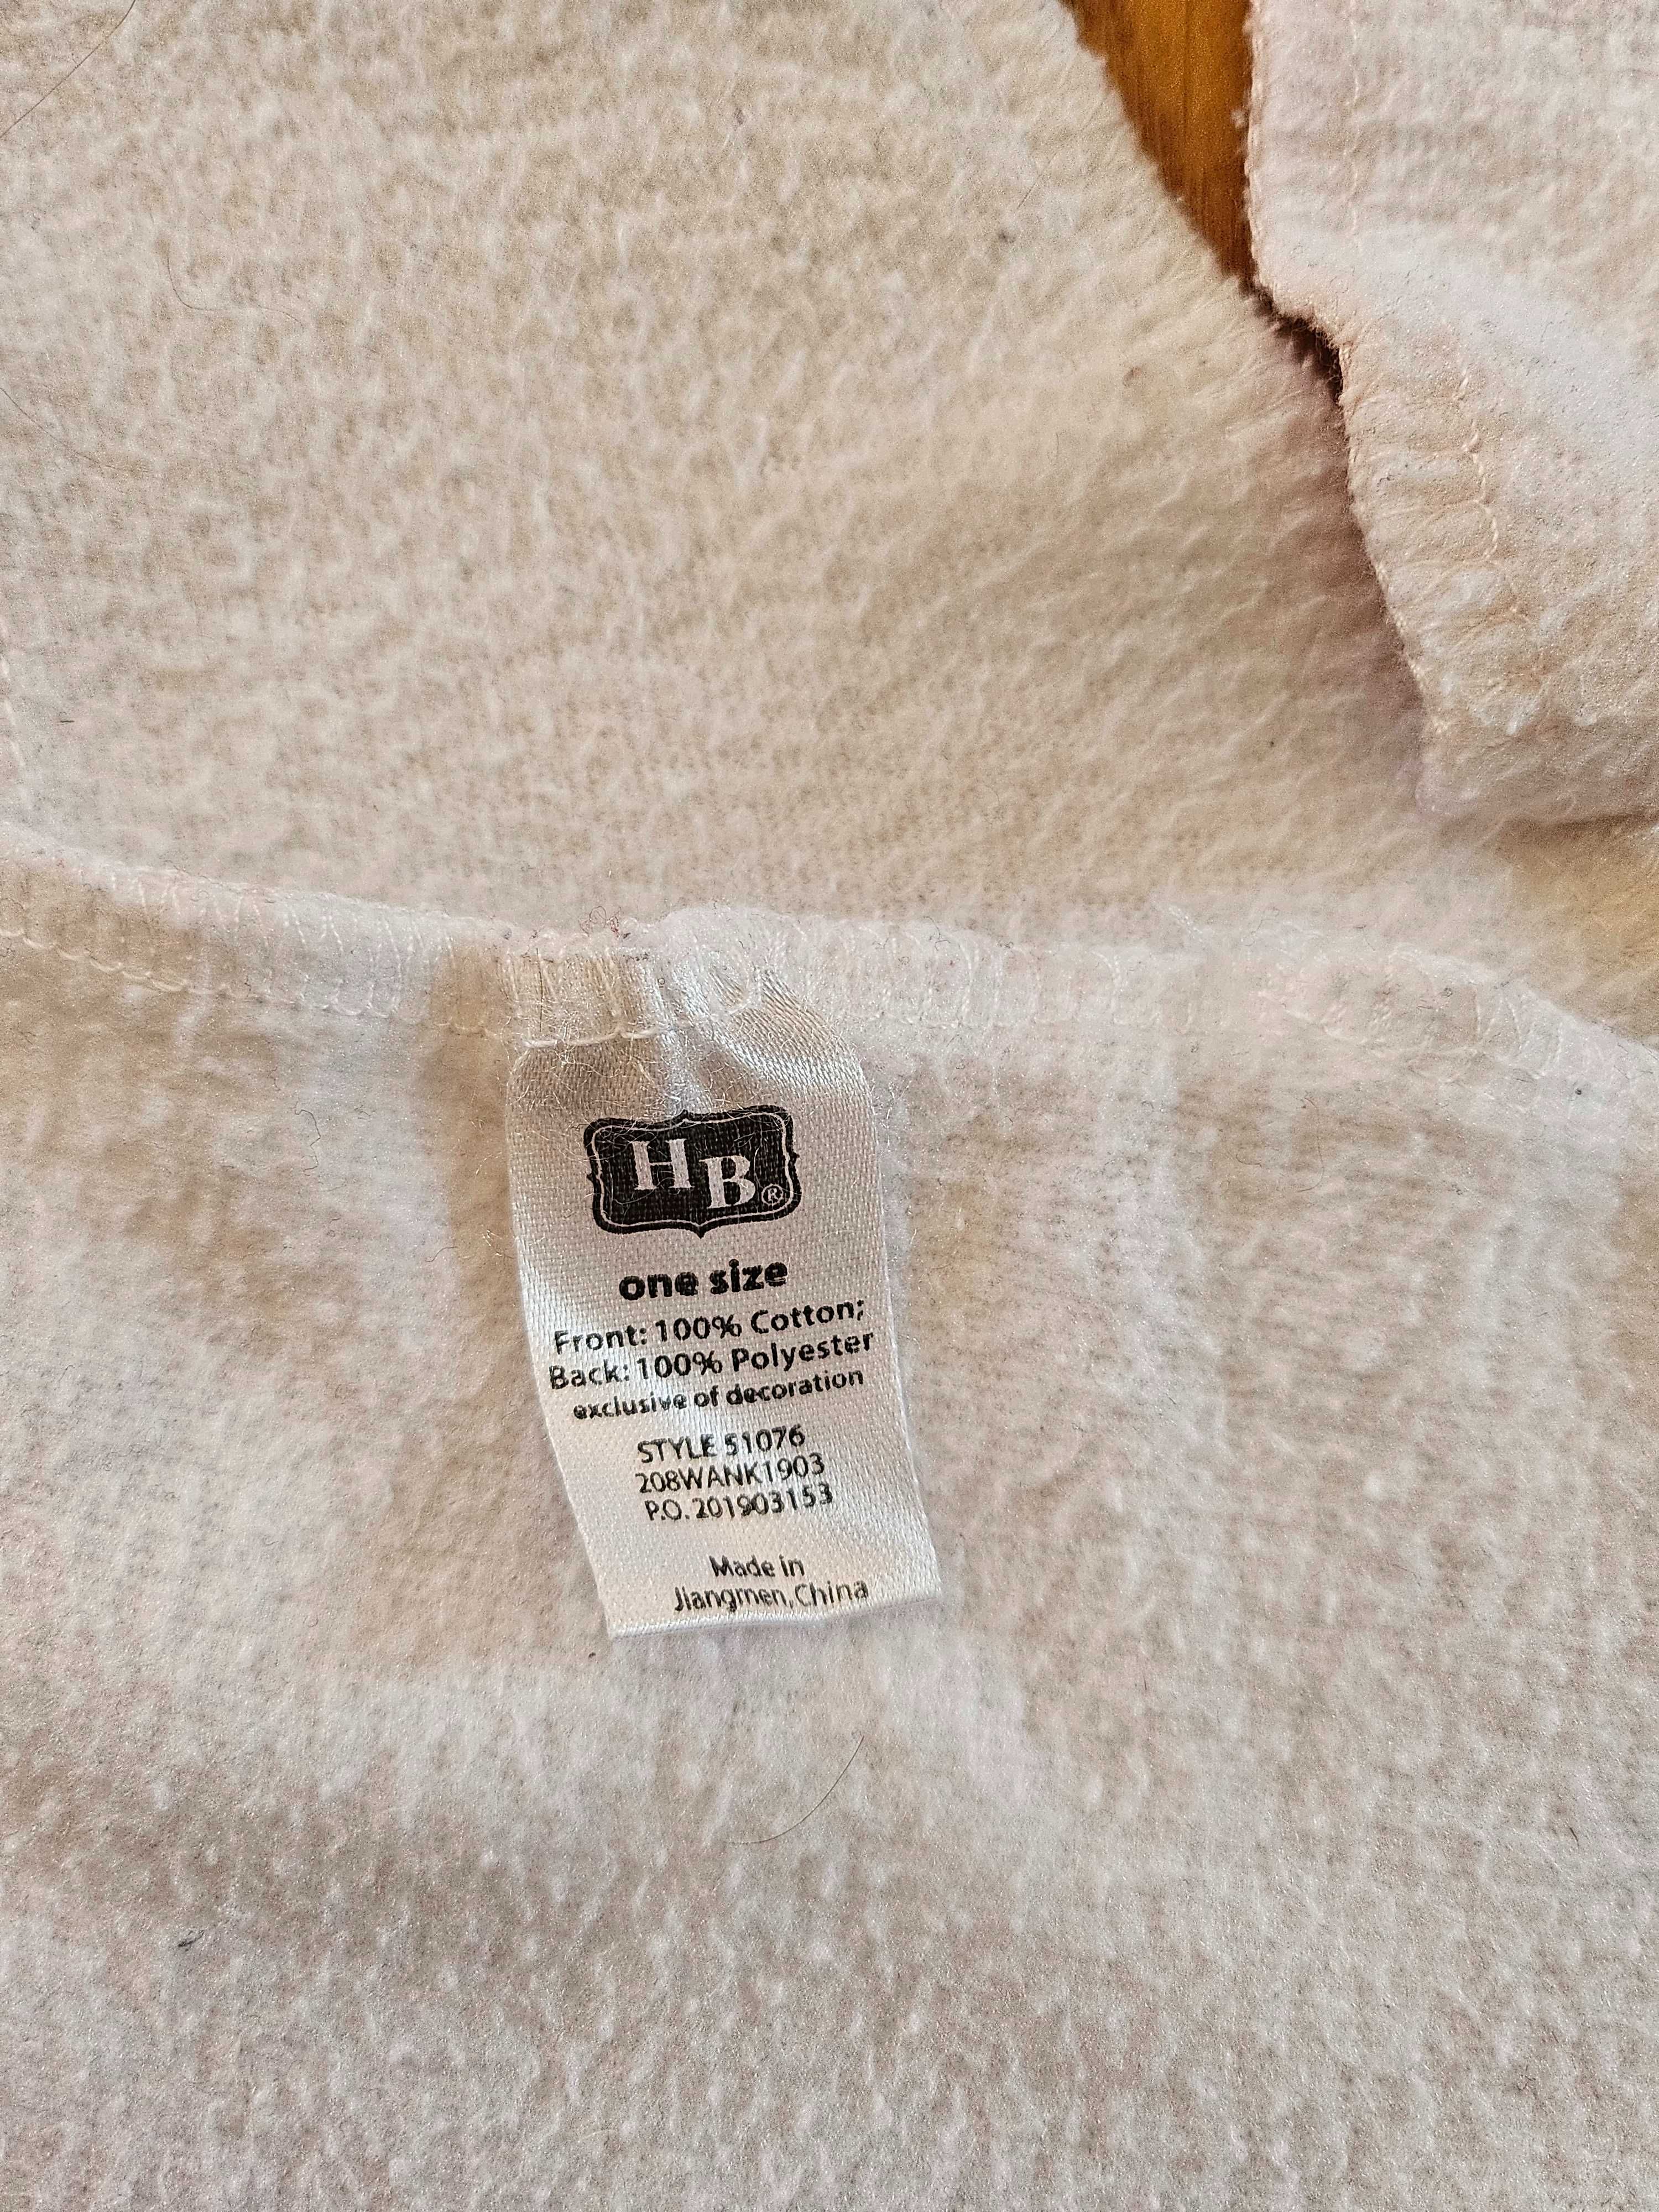 HB®
one size
Front: 100% Cotton;
Back: 100% Polyester
exclusive of decoration
STYLE 51076
208WANK1903
P.O. 201903153
Made in
Jiangmen, China